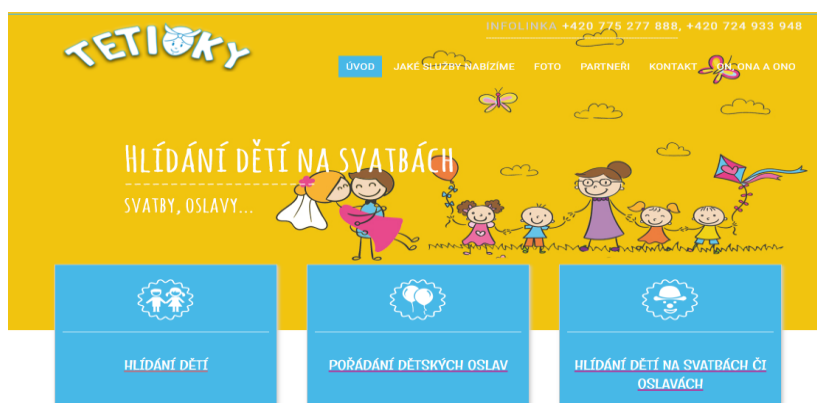 TETIČKY
INFOLINKA +420 775 277 888, +420 724 933 948
ÚVOD JAKÉ SLUŽBY NABÍZÍME FOTO PARTNEŘI KONTAKT ON, ONA A ONO
HLÍDÁNÍ DĚTÍ NA SVATBÁCH
SVATBY, OSLAVY...
HLÍDÁNÍ DĚTÍ
POŘÁDÁNÍ DĚTSKÝCH OSLAV
HLÍDÁNÍ DĚTÍ NA SVATBÁCH ČI
OSLAVÁCH